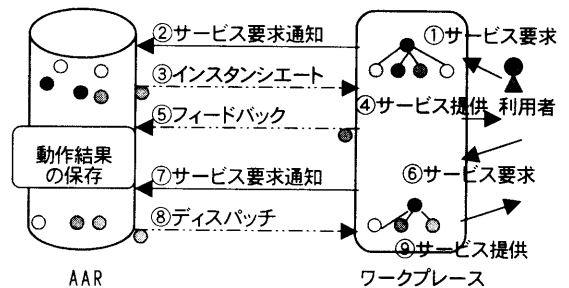 ②サービス要求通知
①サービス要求
③インスタンシエート
④サービス提供
利用者
⑤フィードバック
動作結果
の保存
⑦サービス要求通知
⑥サービス要求
⑧ディスパッチ
⑨サービス提供
AAR
ワークプレース